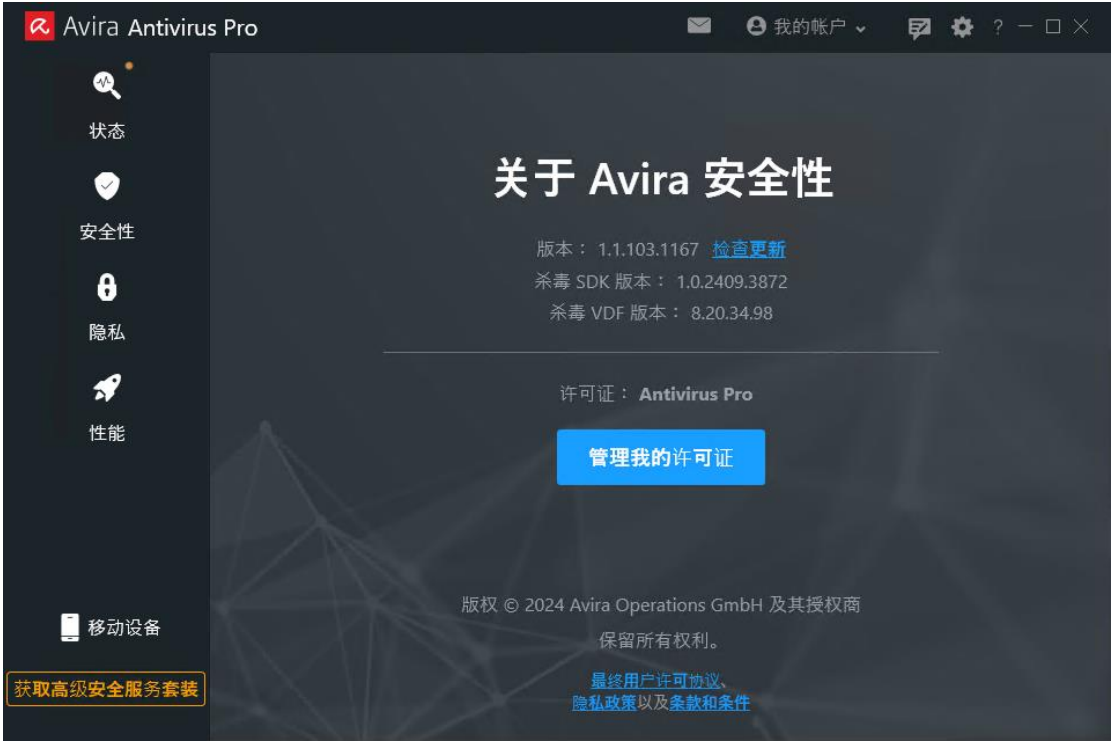 Avira Antivirus Pro
我的帐户
?
状态
安全性
隐私
性能
移动设备
获取高级安全服务套装
关于 Avira 安全性
版本： 1.1.103.1167 检查更新
杀毒 SDK 版本： 1.0.2409.3872
杀毒 VDF 版本： 8.20.34.98
许可证： Antivirus Pro
管理我的许可证
版权 © 2024 Avira Operations GmbH 及其授权商
保留所有权利。
最终用户许可协议、
隐私政策以及条款和条件